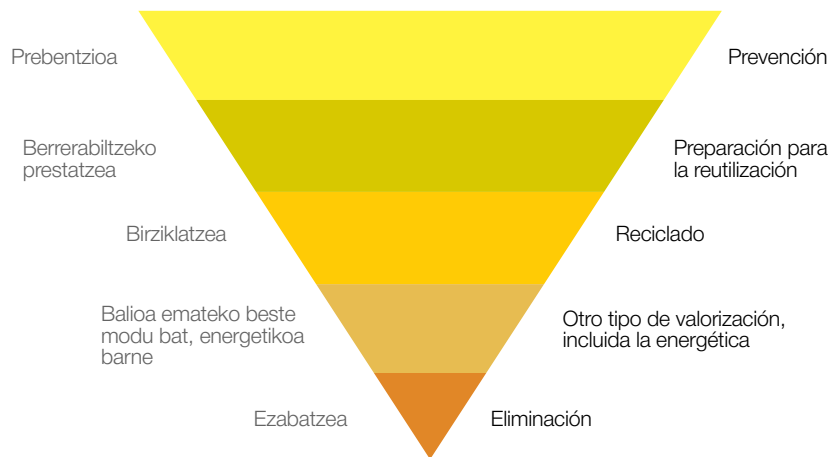 Prebentzioa
Prevención
Berrerabiltzeko
prestatzea
Preparación para
la reutilización
Birziklatzea
Reciclado
Balioa emateko beste
modu bat, energetikoa
barne
Otro tipo de valorización,
incluida la energética
Ezabatzea
Eliminación